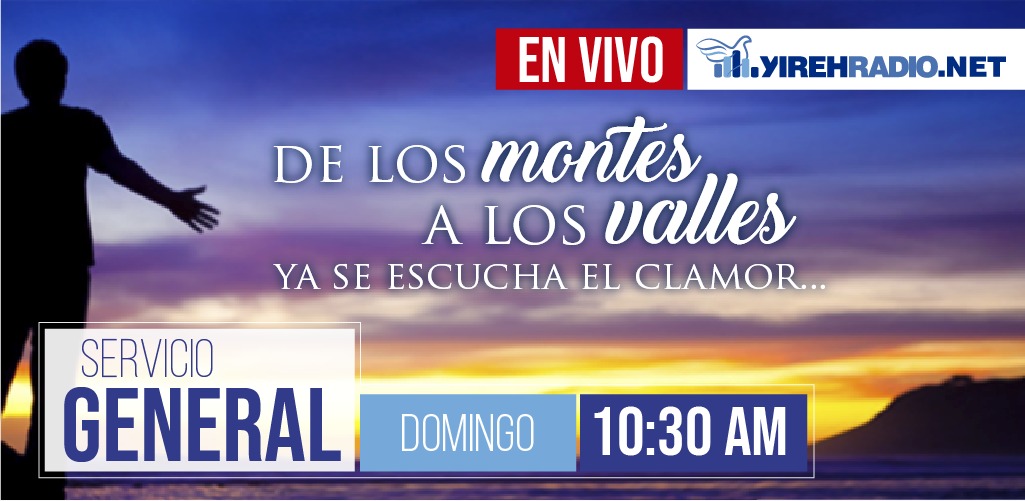 EN VIVO
YIREHRADIO.NET
DE LOS montes
A LOS valles
YA SE ESCUCHA EL CLAMOR...
SERVICIO
GENERAL
DOMINGO
10:30 AM